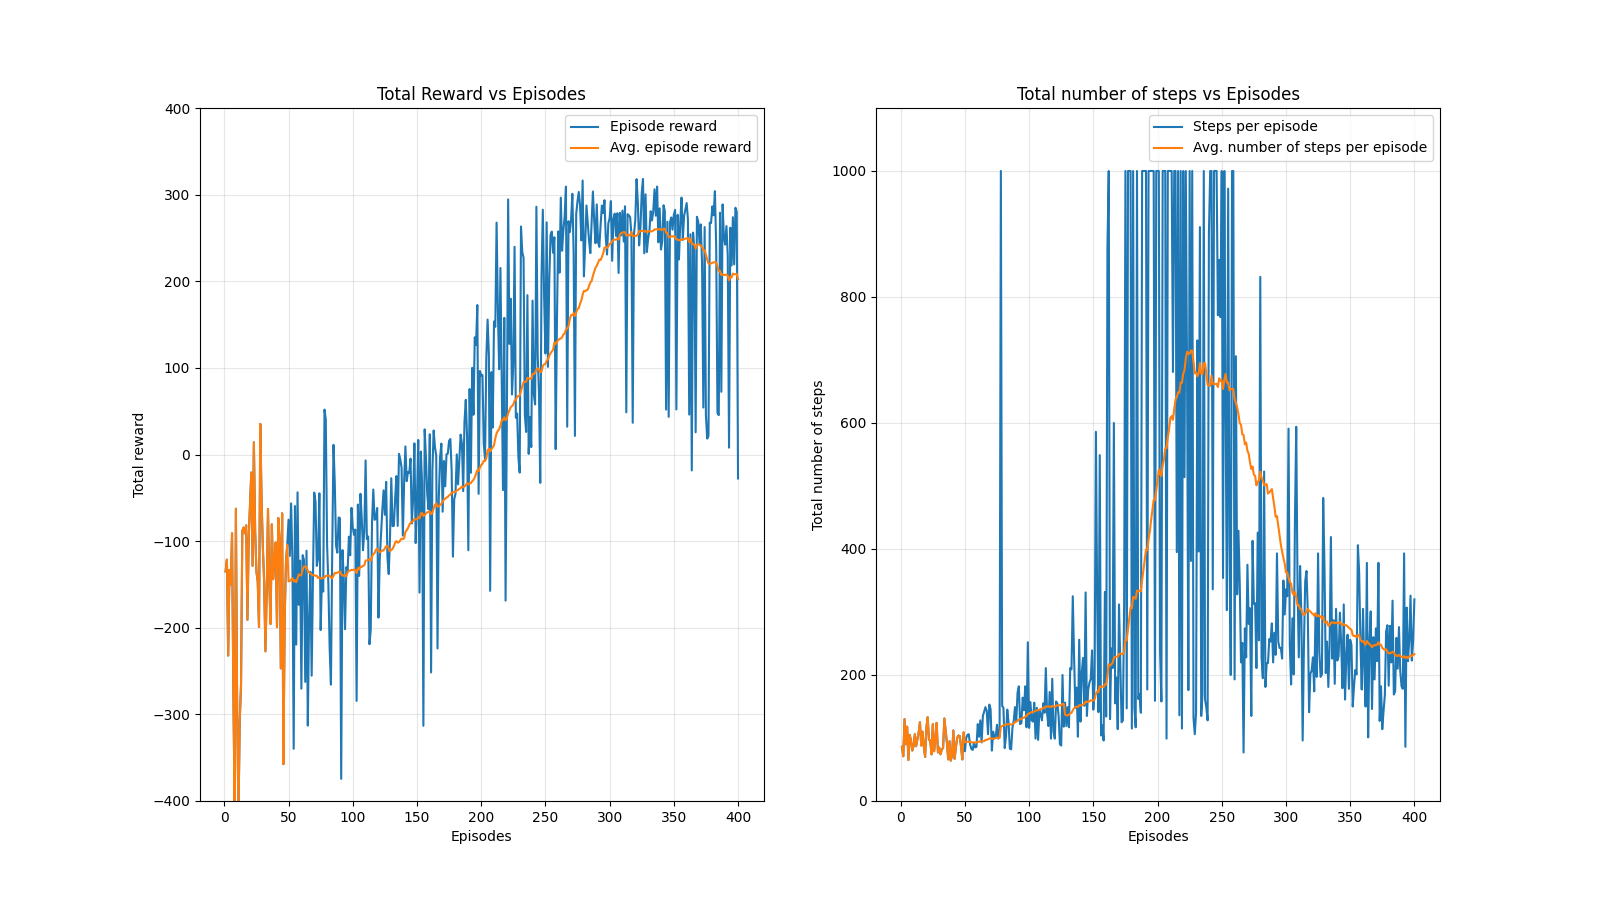 Total Reward vs Episodes
400
300
200
100
0
−100
−200
−300
−400
Total reward
0 50 100 150 200 250 300 350 400
Episodes
Episode reward
Avg. episode reward
Total number of steps vs Episodes
1000
800
600
400
200
0
Total number of steps
0 50 100 150 200 250 300 350 400
Episodes
Steps per episode
Avg. number of steps per episode